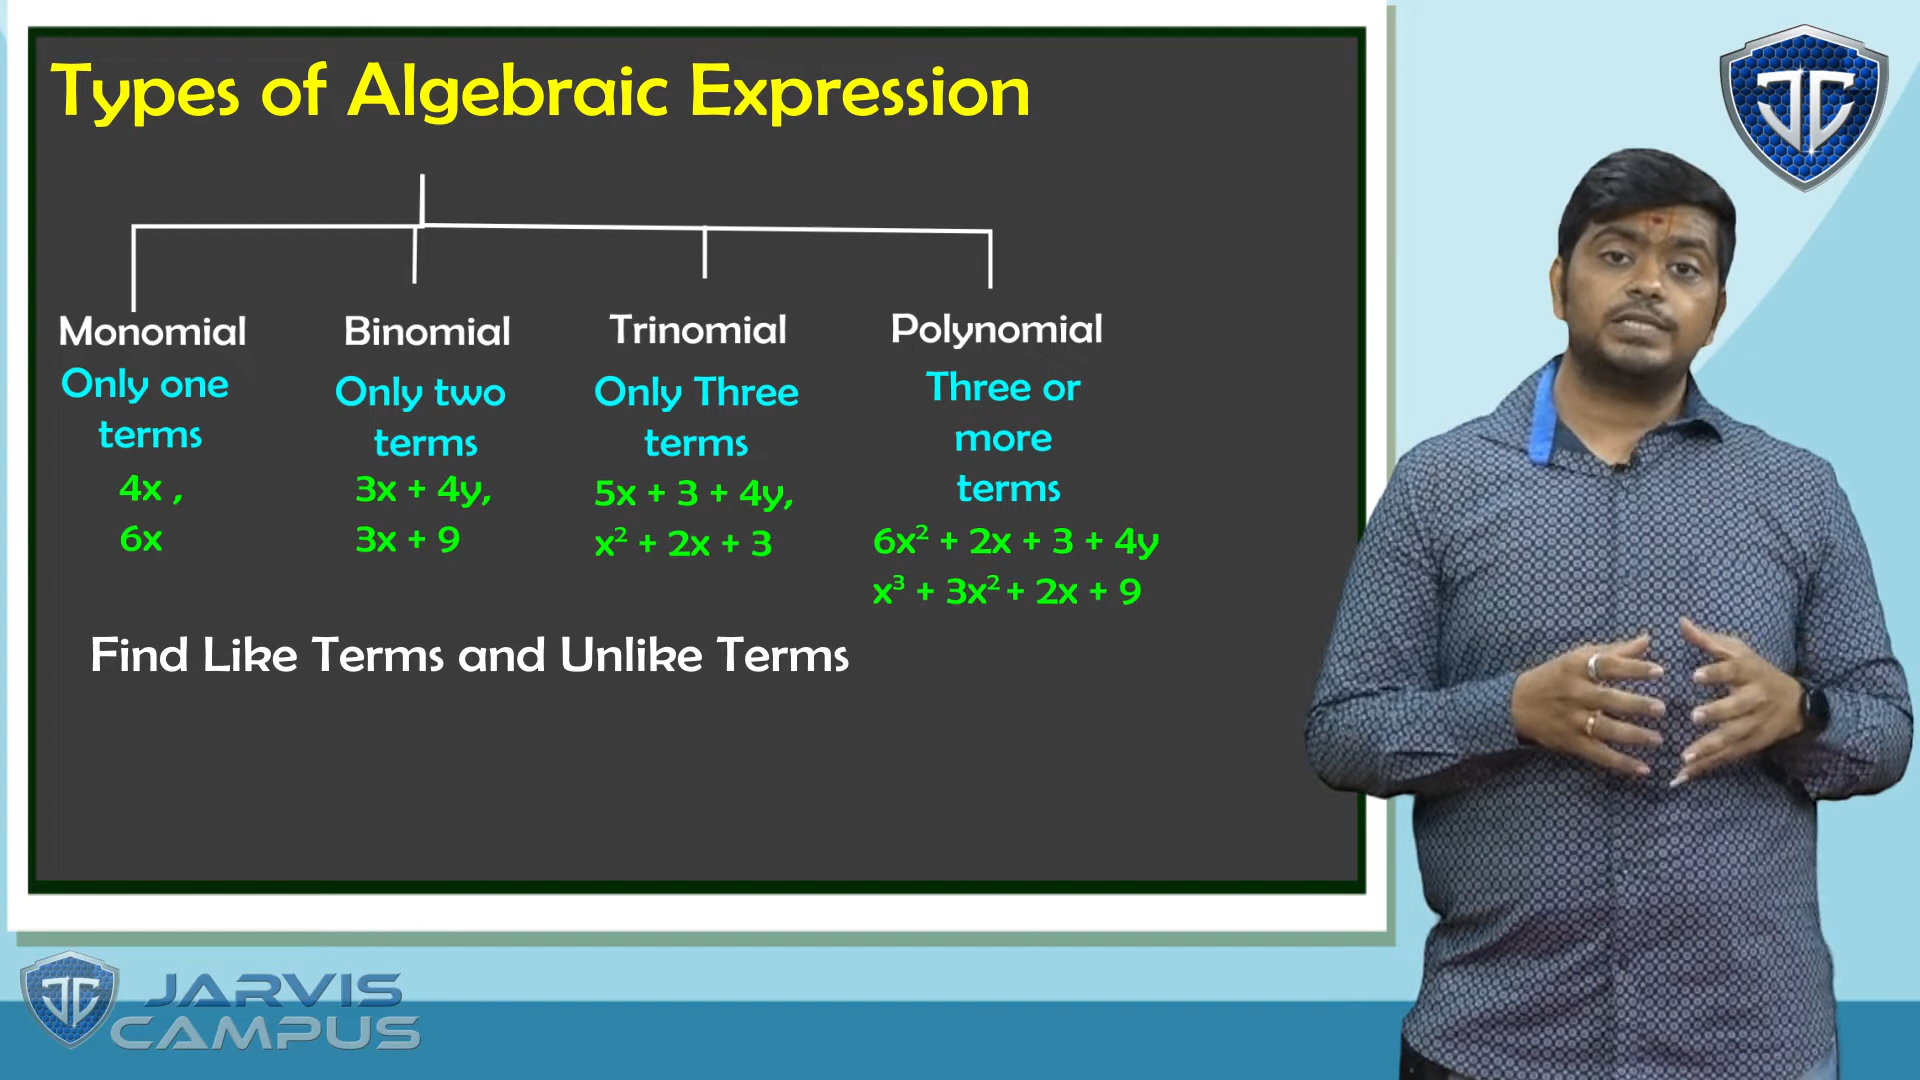 Types of Algebraic Expression
Monomial
Only one
terms
4x ,
6x
Binomial
Only two
terms
3x + 4y,
3x + 9
Trinomial
Only Three
terms
5x + 3 + 4y,
x² + 2x + 3
Polynomial
Three or
more
terms
6x² + 2x + 3 + 4y
x³ + 3x² + 2x + 9
Find Like Terms and Unlike Terms
JC
JC
JARVIS
CAMPUS